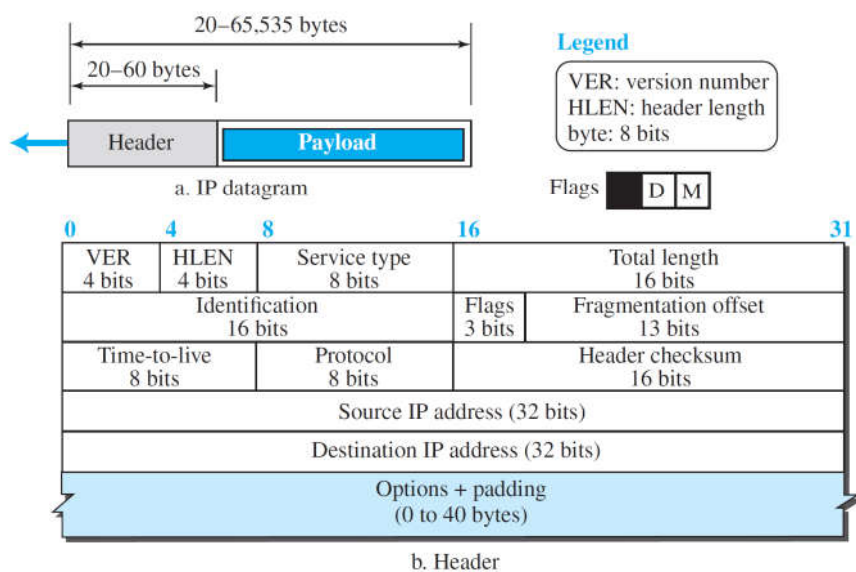 20–65,535 bytes
Legend
20–60 bytes
VER: version number
HLEN: header length
byte: 8 bits
Header
Payload
Flags D M
a. IP datagram
0 4 8 16 31
VER HLEN Service type Total length
4 bits 4 bits 8 bits 16 bits
Identification Flags Fragmentation offset
16 bits 3 bits 13 bits
Time-to-live Protocol Header checksum
8 bits 8 bits 16 bits
Source IP address (32 bits)
Destination IP address (32 bits)
Options + padding
(0 to 40 bytes)
b. Header